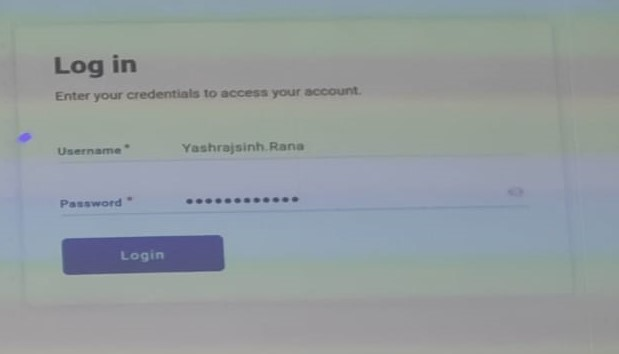 Log in
Enter your credentials to access your account.
Username * Yashrajsinh.Rana
Password * ••••••••••••
Login